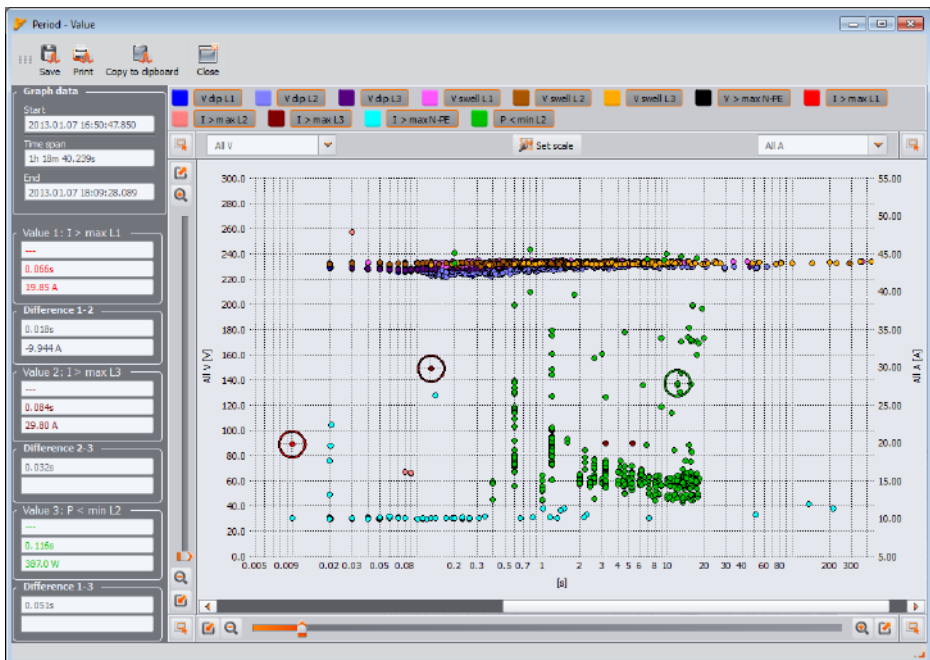 Period - Value
Save Print Copy to clipboard Close
Graph data
Start
2013.01.07 16:50:47.850
Time span
1h 18m 40.239s
End
2013.01.07 18:09:28.089
Value 1: I > max L1
---
0.066s
19.85 A
Difference 1-2
0.018s
-9.944 A
Value 2: I > max L3
---
0.084s
29.80 A
Difference 2-3
0.032s
Value 3: P < min L2
---
0.116s
387.0 W
Difference 1-3
0.051s
V dip L1 V dip L2 V dip L3 V swell L1 V swell L2 V swell L3 V > max N-PE I > max L1
I > max L2 I > max L3 I > max N-PE P < min L2
All V Set scale All A
300.0 55.00
280.0
260.0 50.00
240.0 45.00
220.0
200.0 40.00
180.0 35.00
160.0
All V [V] All A [A]
140.0 30.00
120.0 25.00
100.0
80.0 20.00
60.0 15.00
40.0
20.0 10.00
0.0 5.00
0.005 0.009 0.02 0.03 0.05 0.08 0.2 0.3 0.5 0.7 1 2 3 4 5 6 8 10 20 30 40 60 80 200 300
[s]